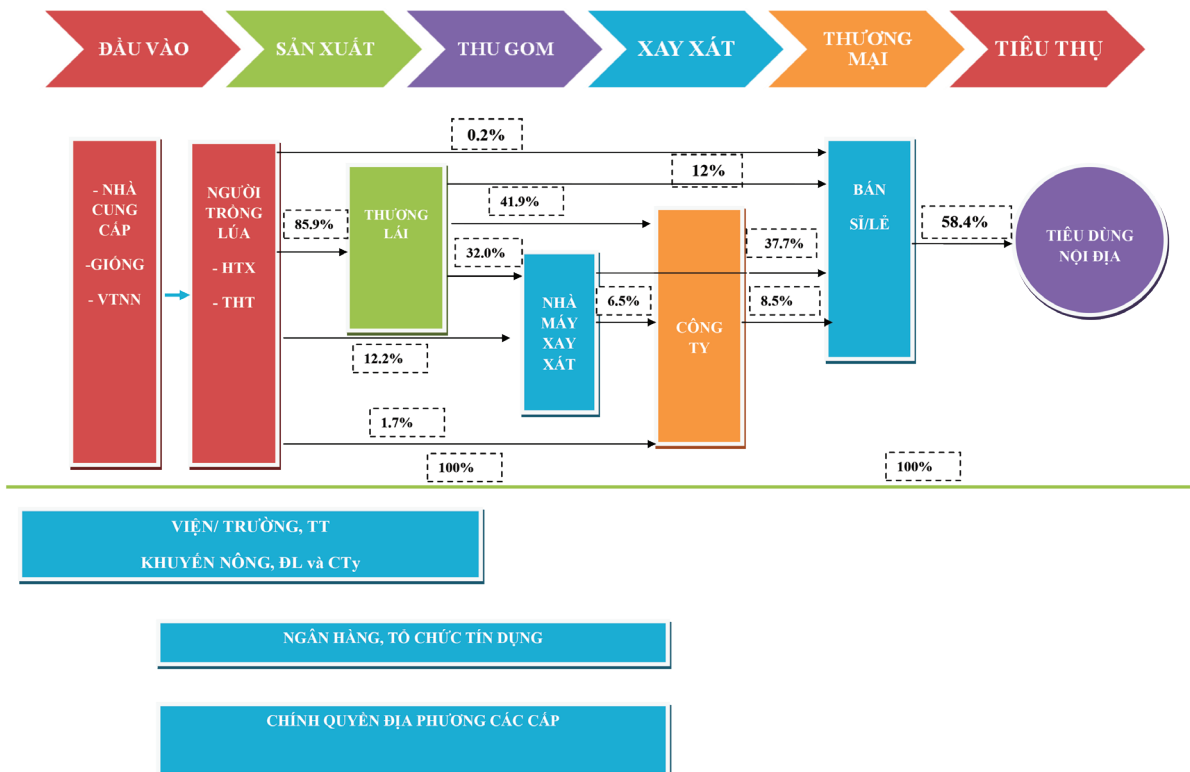 ĐẦU VÀO
SẢN XUẤT
THU GOM
XAY XÁT
THƯƠNG
MẠI
TIÊU THỤ
- NHÀ
CUNG
CẤP
-GIỐNG
- VTNN
NGƯỜI
TRỒNG
LÚA
- HTX
- THT
85.9%
THƯƠNG
LÁI
0.2%
12%
41.9%
32.0%
NHÀ
MÁY
XAY
XÁT
6.5%
CÔNG
TY
37.7%
8.5%
BÁN
SỈ/LẺ
58.4%
TIÊU DÙNG
NỘI ĐỊA
12.2%
1.7%
100%
100%
VIỆN/ TRƯỜNG, TT
KHUYẾN NÔNG, ĐL và CTy
NGÂN HÀNG, TỔ CHỨC TÍN DỤNG
CHÍNH QUYỀN ĐỊA PHƯƠNG CÁC CẤP